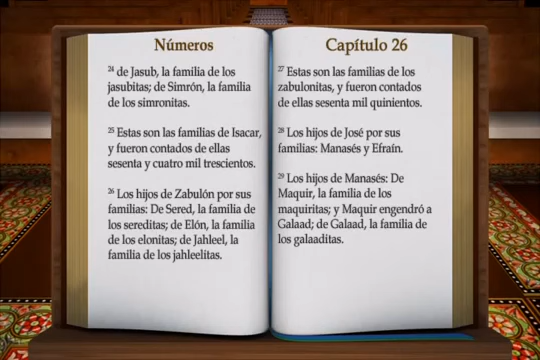 Números
24 de Jasub, la familia de los
jasubitas; de Simrón, la familia
de los simronitas.
25 Estas son las familias de Isacar,
y fueron contados de ellas
sesenta y cuatro mil trescientos.
26 Los hijos de Zabulón por sus
familias: De Sered, la familia de
los sereditas; de Elón, la familia
de los elonitas; de Jahleel, la
familia de los jahleelitas.
Capítulo 26
27 Estas son las familias de los
zabulonitas, y fueron contados
de ellas sesenta mil quinientos.
28 Los hijos de José por sus
familias: Manasés y Efraín.
29 Los hijos de Manasés: De
Maquir, la familia de los
maquiritas; y Maquir engendró a
Galaad; de Galaad, la familia de
los galaaditas.